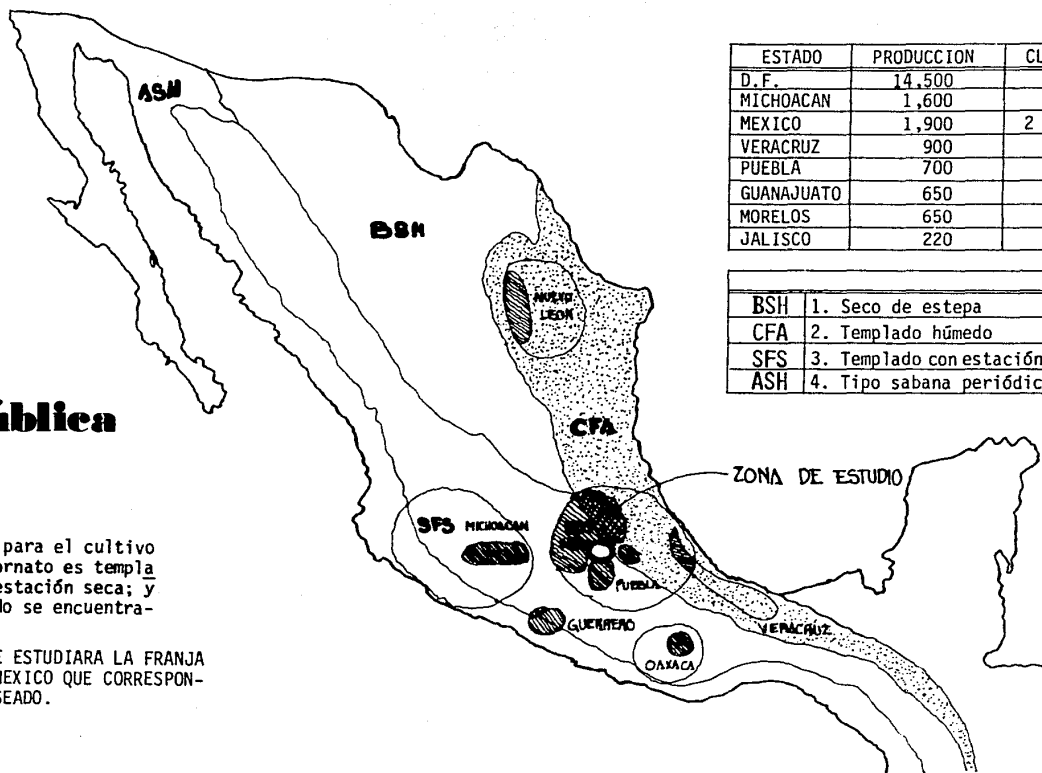 ESTADO PRODUCCION CL
D.F. 14,500
MICHOACAN 1,600
MEXICO 1,900 2
VERACRUZ 900
PUEBLA 700
GUANAJUATO 650
MORELOS 650
JALISCO 220
BSH 1. Seco de estepa
CFA 2. Templado húmedo
SFS 3. Templado con estación
ASH 4. Tipo sabana periódic
ASH
BSH
NUEVO
LEON
CFA
ZONA DE ESTUDIO
SFS MICHOACAN
PUEBLA
GUERRERO
VERACRUZ
OAXACA
ública
para el cultivo
ornato es templa
estación seca; y
do se encuentra-
E ESTUDIARA LA FRANJA
MEXICO QUE CORRESPON-
SEADO.